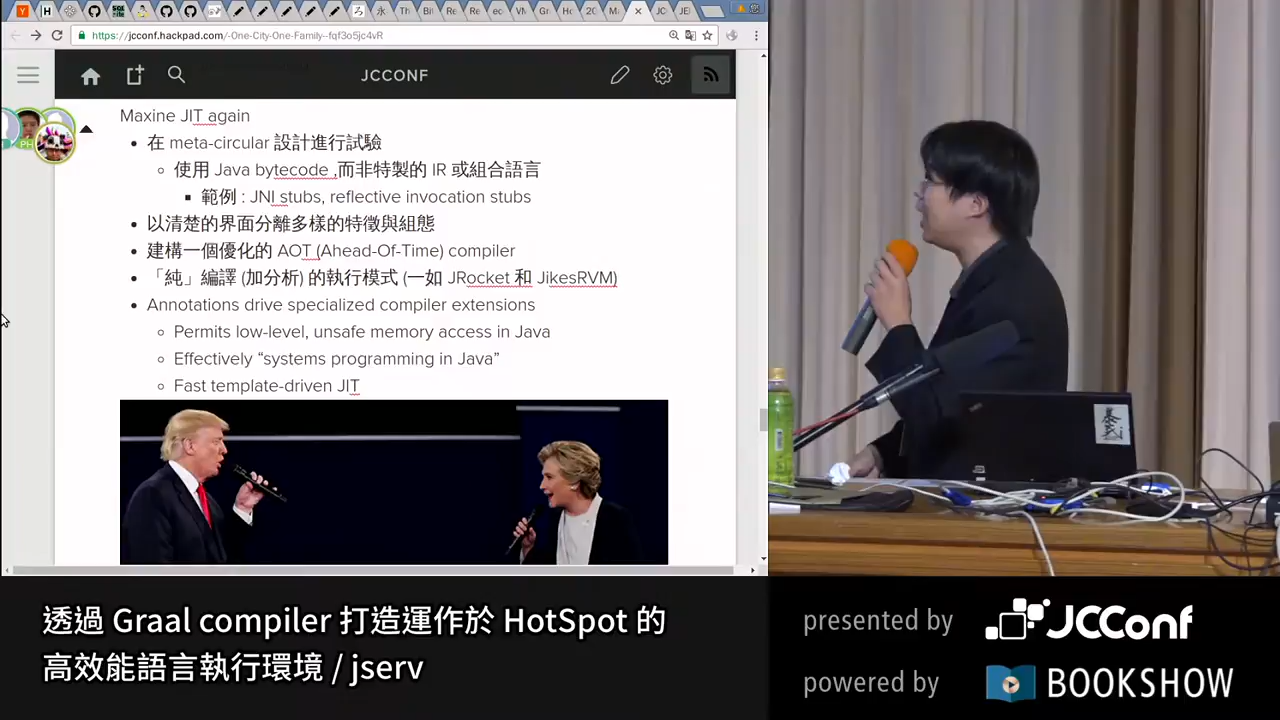 https://jcconf.hackpad.com/-One-City-One-Family--fqf3o5jc4vR
JCCONF
Maxine JIT again
在 meta-circular 設計進行試驗
使用 Java bytecode ,而非特製的 IR 或組合語言
範例 : JNI stubs, reflective invocation stubs
以清楚的界面分離多樣的特徵與組態
建構一個優化的 AOT (Ahead-Of-Time) compiler
「純」編譯 (加分析) 的執行模式 (一如 JRocket 和 JikesRVM)
Annotations drive specialized compiler extensions
Permits low-level, unsafe memory access in Java
Effectively “systems programming in Java”
Fast template-driven JIT
PH
透過 Graal compiler 打造運作於 HotSpot 的
高效能語言執行環境 / jserv
presented by JCConf
powered by BOOKSHOW